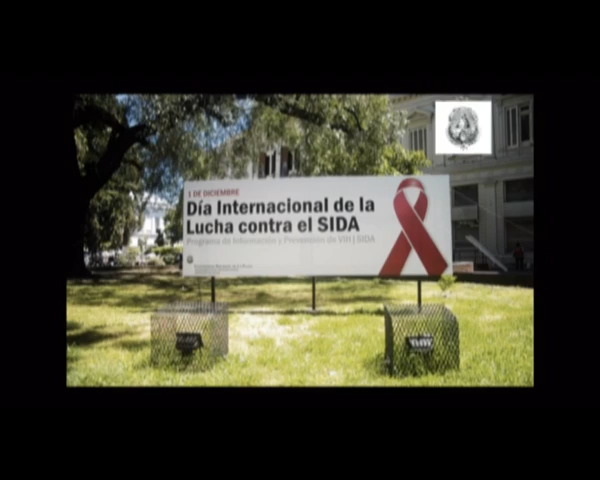 1 DE DICIEMBRE
Día Internacional de la
Lucha contra el SIDA
Programa de Información y Prevención de VIH | SIDA